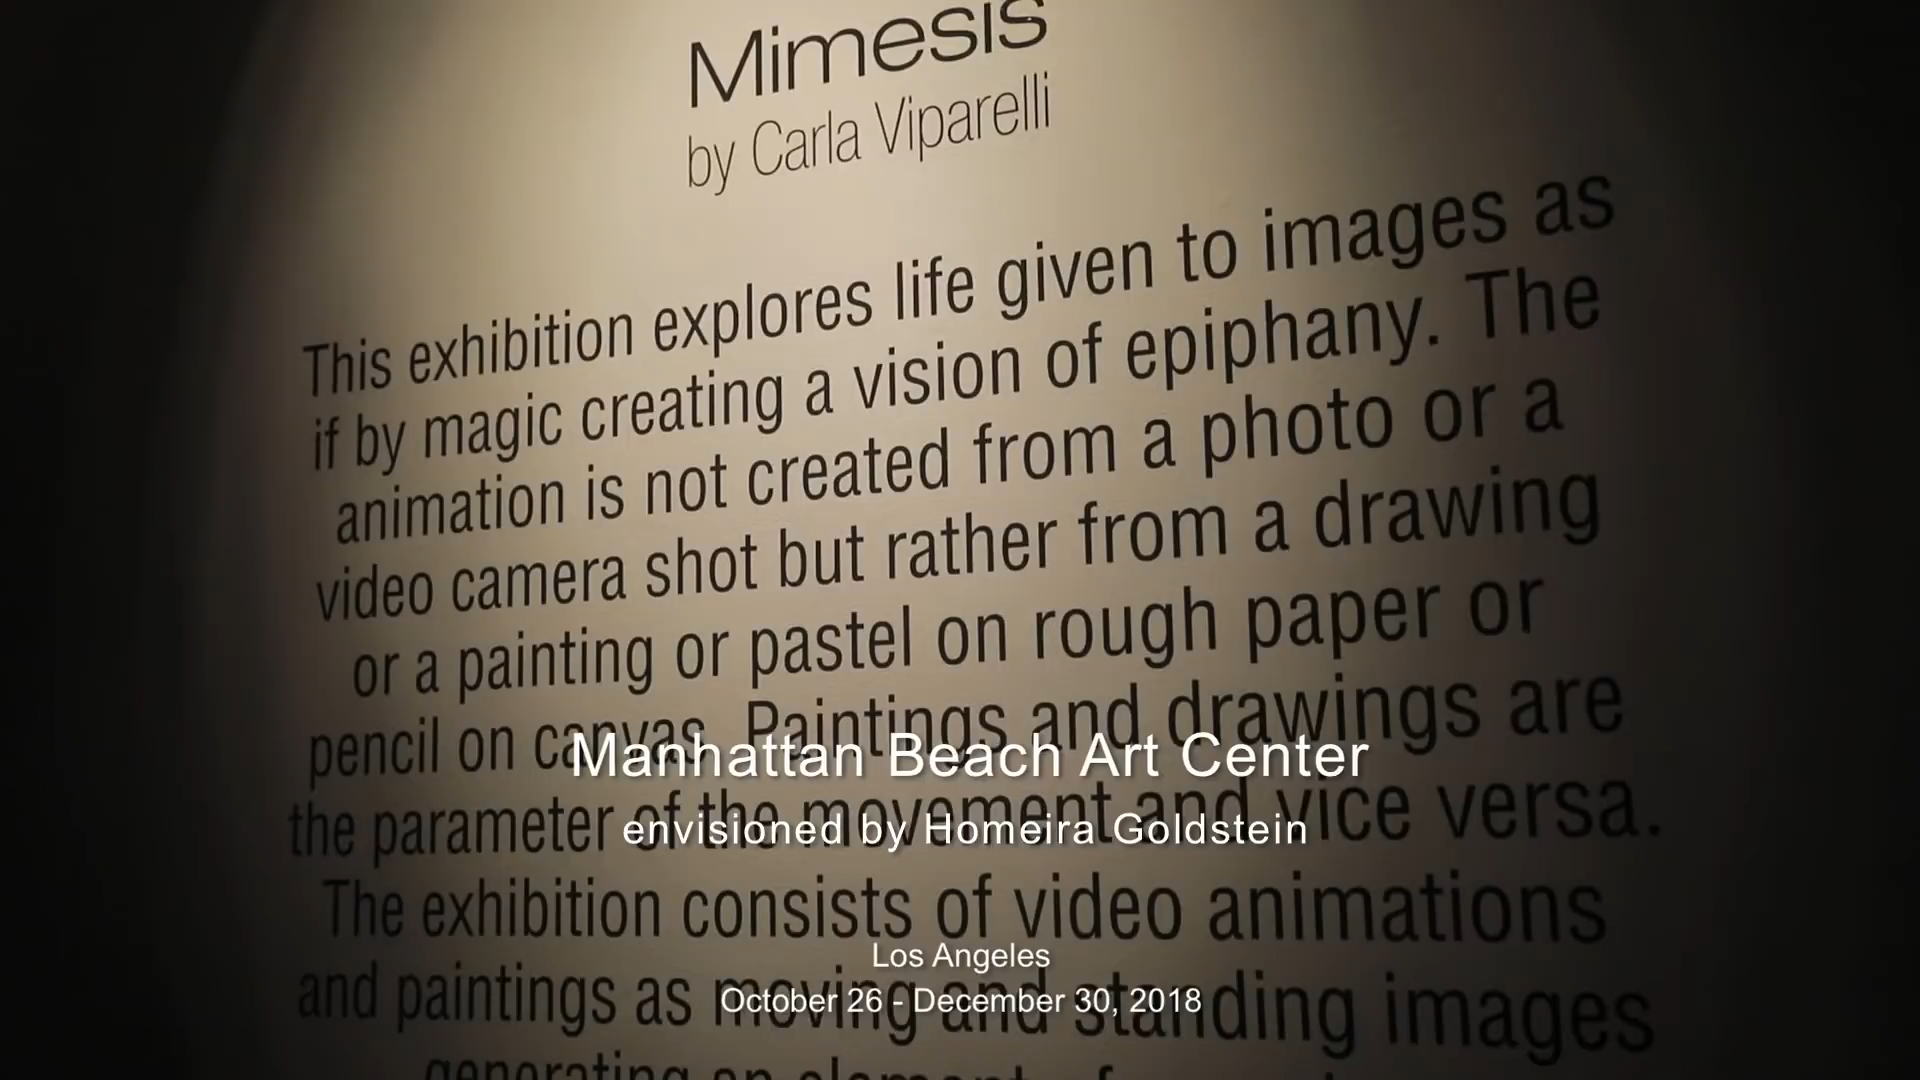 Mimesis
by Carla Viparelli
This exhibition explores life given to images as
if by magic creating a vision of epiphany. The
animation is not created from a photo or a
video camera shot but rather from a drawing
or a painting or pastel on rough paper or
pencil on canvas. Paintings and drawings are
Manhattan Beach Art Center
the parameter of the movement and vice versa.
envisioned by Homeira Goldstein
The exhibition consists of video animations
Los Angeles
and paintings as moving and standing images
October 26 - December 30, 2018
generating an element of